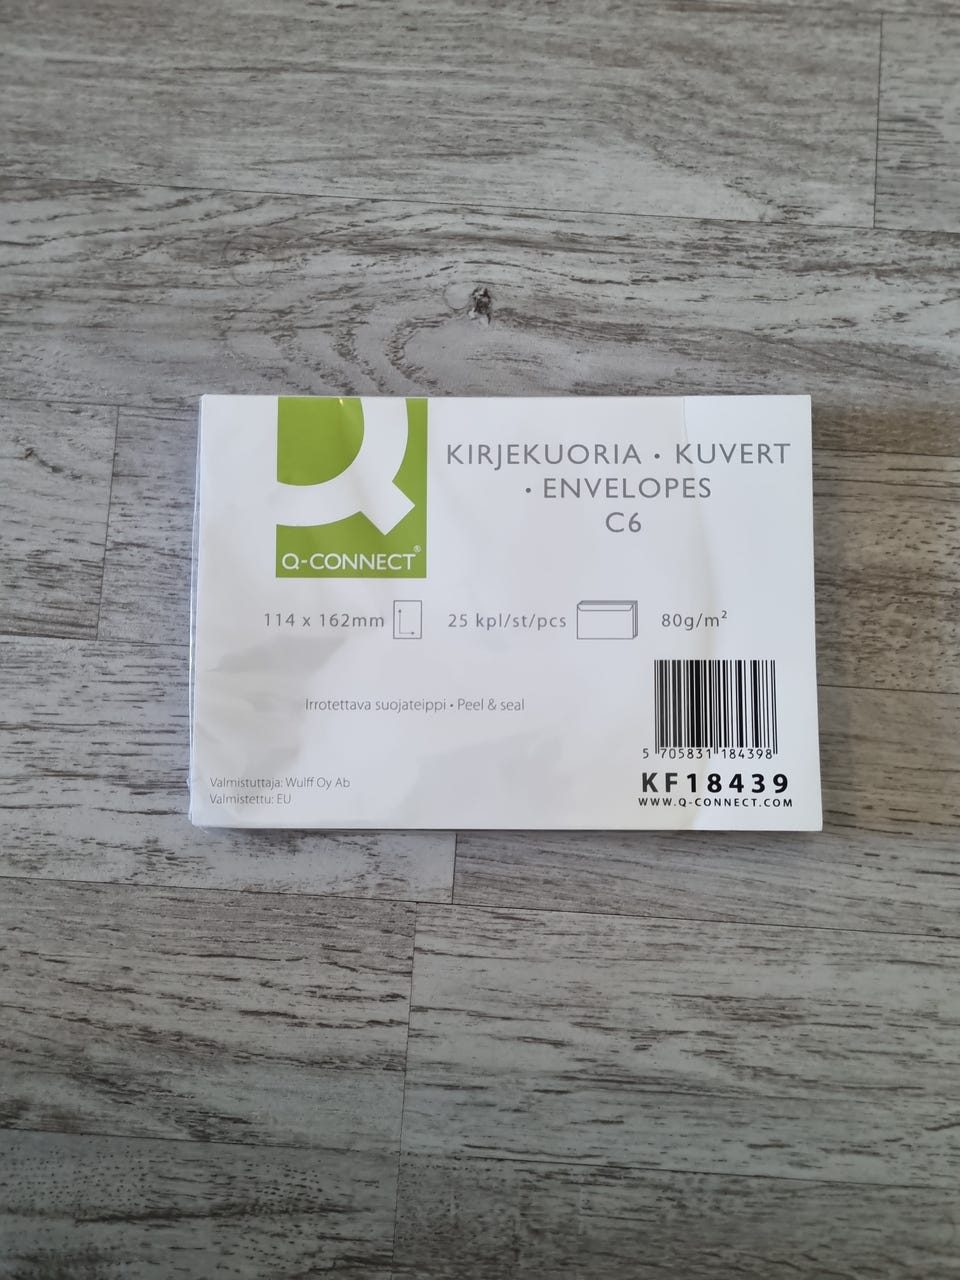 Q-CONNECT®
KIRJEKUORIA • KUVERT
• ENVELOPES
C6
114 x 162mm 25 kpl/st/pcs 80g/m²
Irrotettava suojateippi • Peel & seal
5 705831 184398
KF18439
WWW.Q-CONNECT.COM
Valmistuttaja: Wulff Oy Ab
Valmistettu: EU